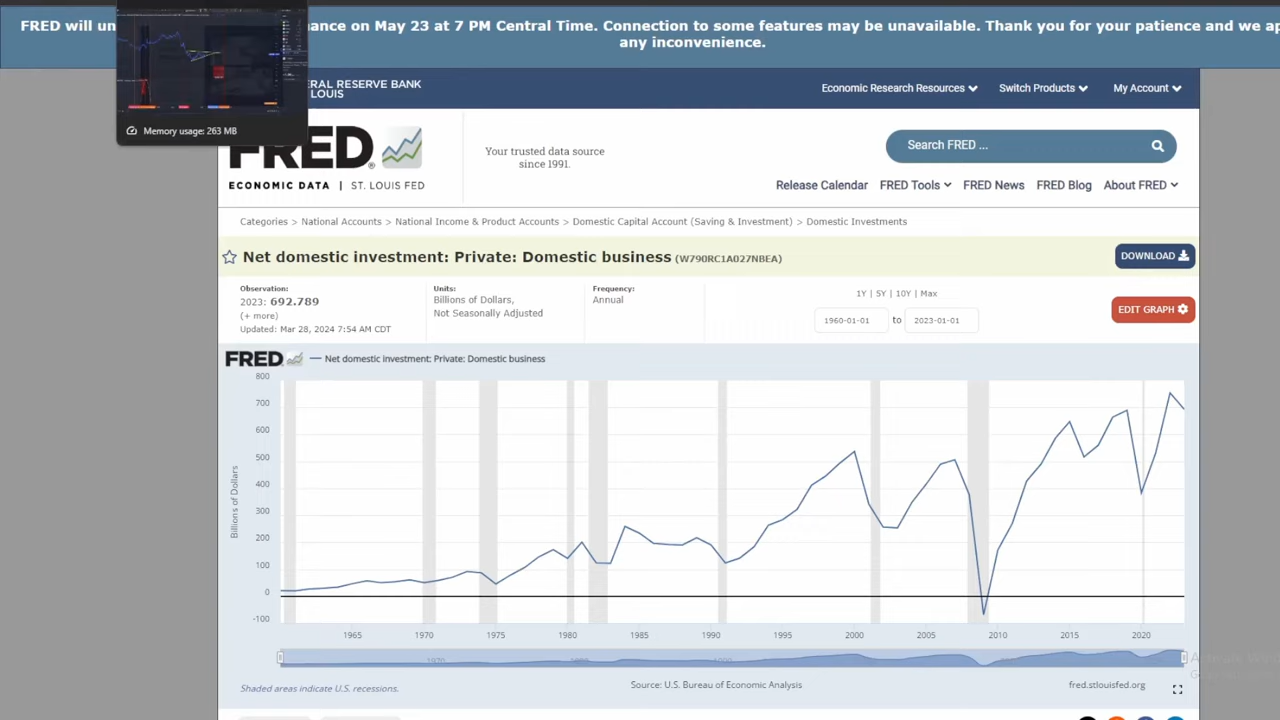 FRED will un
nance on May 23 at 7 PM Central Time. Connection to some features may be unavailable. Thank you for your patience and we ap
any inconvenience.
Memory usage: 263 MB
ERAL RESERVE BANK
LOUIS
Economic Research Resources
Switch Products
My Account
FRED®
ECONOMIC DATA | ST. LOUIS FED
Your trusted data source
since 1991.
Search FRED ...
Release Calendar
FRED Tools
FRED News
FRED Blog
About FRED
Categories > National Accounts > National Income & Product Accounts > Domestic Capital Account (Saving & Investment) > Domestic Investments
Net domestic investment: Private: Domestic business (W790RC1A027NBEA)
DOWNLOAD
Observation:
2023: 692.789
(+ more)
Updated: Mar 28, 2024 7:54 AM CDT
Units:
Billions of Dollars,
Not Seasonally Adjusted
Frequency:
Annual
1Y | 5Y | 10Y | Max
1960-01-01 to 2023-01-01
EDIT GRAPH
FRED
Net domestic investment: Private: Domestic business
800
700
600
500
400
300
200
100
0
-100
Billions of Dollars
1965 1970 1975 1980 1985 1990 1995 2000 2005 2010 2015 2020
1970
Shaded areas indicate U.S. recessions.
Source: U.S. Bureau of Economic Analysis
fred.stlouisfed.org